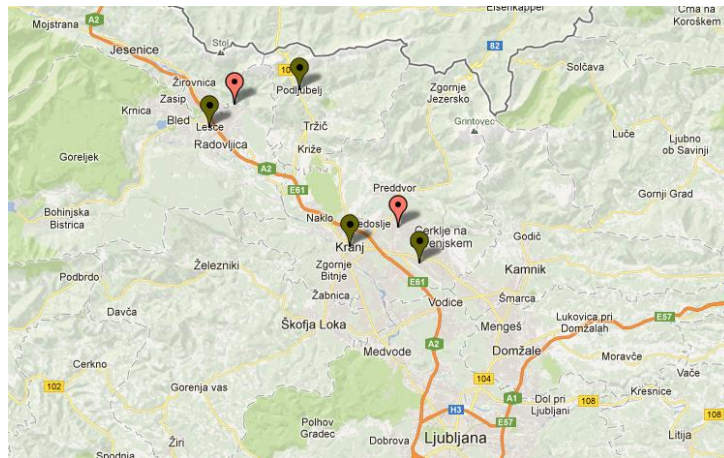 Eisenkappel
Črna na
Koroškem
Mojstrana
A2
Jesenice
Stol
82
Solčava
Žirovnica
Podljubelj
Zgornje
Jezersko
Krnica
Zasip
Bled
Lesce
Radovljica
Tržič
Grintovec
Luče
Ljubno
ob Savinji
Križe
Goreljek
A2
E61
Preddvor
Gornji Grad
Bohinjska
Bistrica
Naklo
Cerklje na
Kranj
Godič
Kamnik
Podbrdo
Železniki
Zgornje
Bitnje
E61
Žabnica
Vodice
Šmarca
Davča
Škofja Loka
Mengeš
Lukovica pri
Domžalah
E57
A2
Medvode
Domžale
Moravče
Cerkno
102
Gorenja vas
104
Vače
Kresnice
108
A1
Dol pri
Ljubljani
108
H3
Polhov
Gradec
E57
Litija
Žiri
Dobrova
Ljubljana
Spodnja